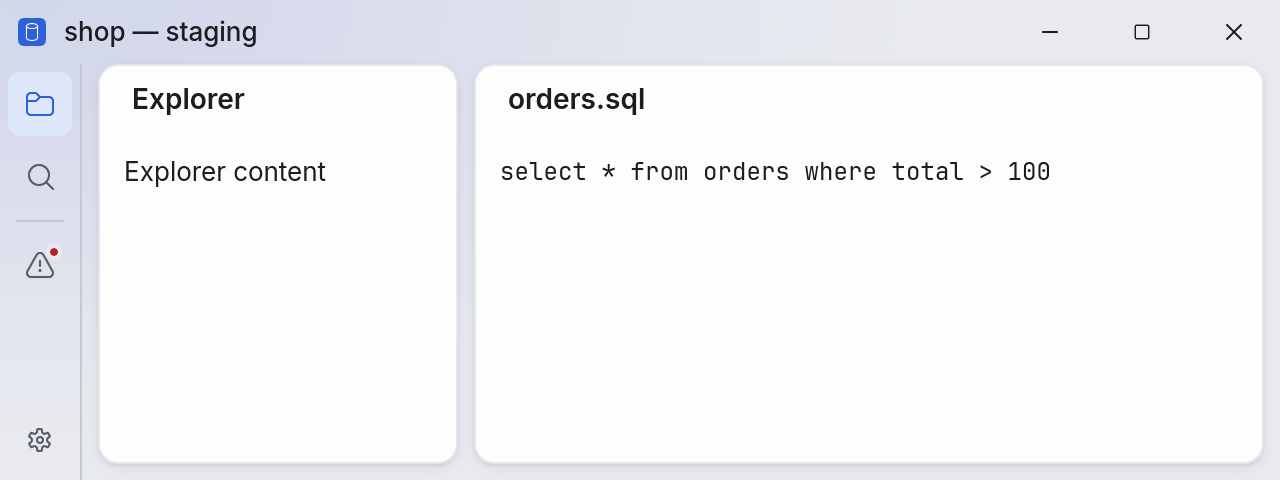 shop — staging
Explorer
Explorer content
orders.sql
select * from orders where total > 100